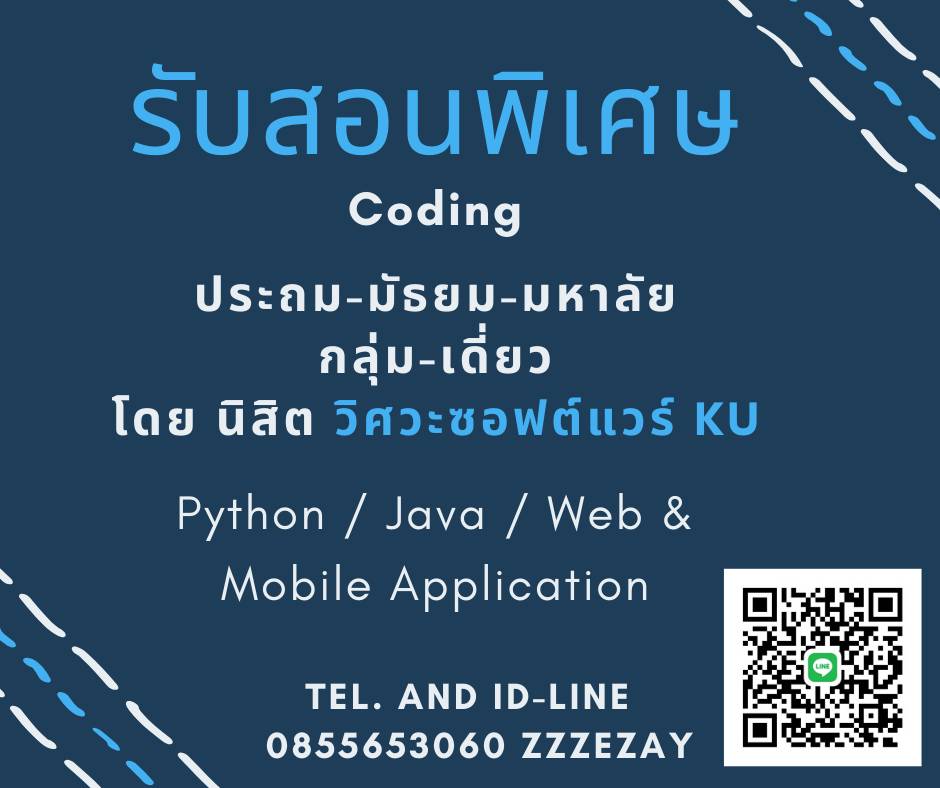 รับสอนพิเศษ
Coding
ประถม-มัธยม-มหาลัย
กลุ่ม-เดี่ยว
โดย นิสิต วิศวะซอฟต์แวร์ KU
Python / Java / Web &
Mobile Application
TEL. AND ID-LINE
0855653060 ZZZEZAY
LINE